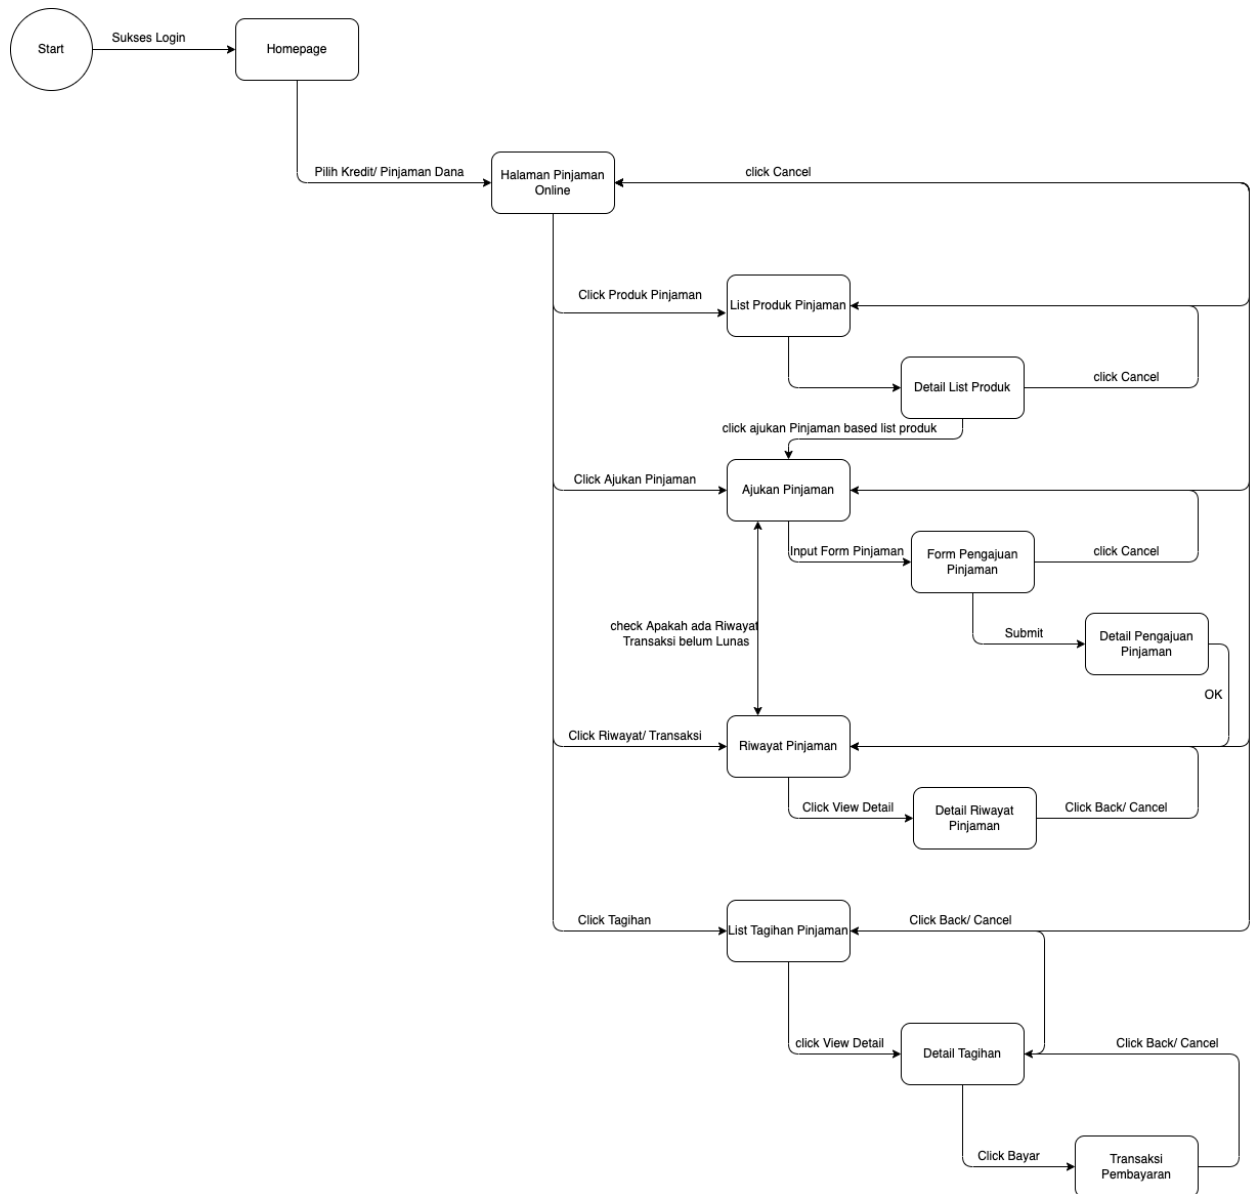 Start
Sukses Login
Homepage
Pilih Kredit/ Pinjaman Dana
Halaman Pinjaman
Online
click Cancel
Click Produk Pinjaman
List Produk Pinjaman
Detail List Produk
click Cancel
click ajukan Pinjaman based list produk
Click Ajukan Pinjaman
Ajukan Pinjaman
Input Form Pinjaman
Form Pengajuan
Pinjaman
click Cancel
check Apakah ada Riwayat
Transaksi belum Lunas
Submit
Detail Pengajuan
Pinjaman
OK
Click Riwayat/ Transaksi
Riwayat Pinjaman
Click View Detail
Detail Riwayat
Pinjaman
Click Back/ Cancel
Click Tagihan
List Tagihan Pinjaman
Click Back/ Cancel
click View Detail
Detail Tagihan
Click Back/ Cancel
Click Bayar
Transaksi
Pembayaran